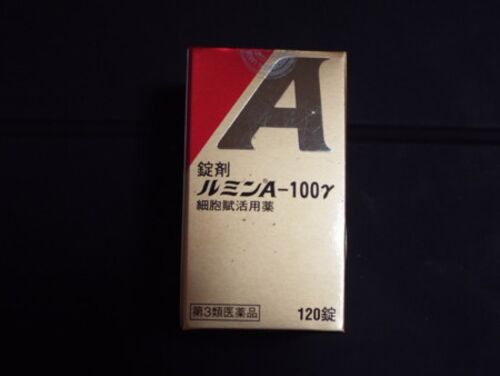 A
錠剤
ルミンA-100γ
細胞賦活用薬
第3類医薬品
120錠